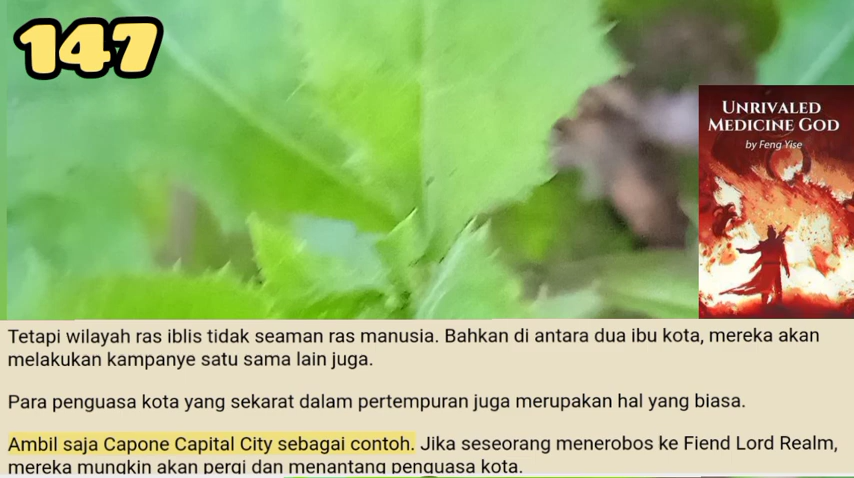 147
UNRIVALED
MEDICINE GOD
by Feng Yise
Tetapi wilayah ras iblis tidak seaman ras manusia. Bahkan di antara dua ibu kota, mereka akan
melakukan kampanye satu sama lain juga.
Para penguasa kota yang sekarat dalam pertempuran juga merupakan hal yang biasa.
Ambil saja Capone Capital City sebagai contoh. Jika seseorang menerobos ke Fiend Lord Realm,
mereka mungkin akan pergi dan menantang penguasa kota.